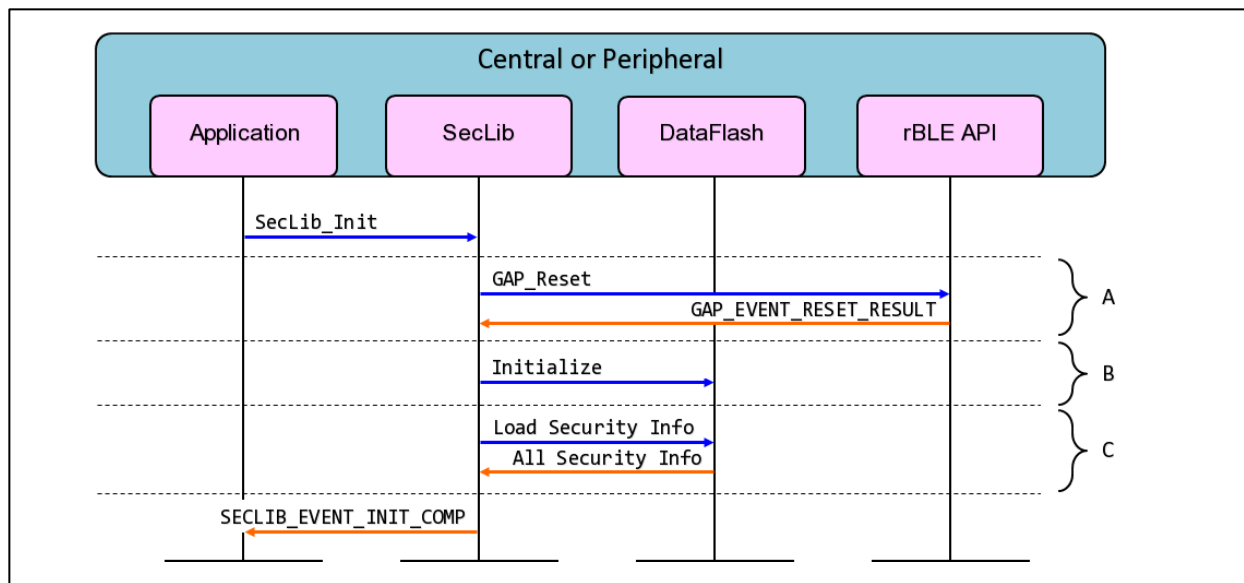 Central or Peripheral
Application
SecLib
DataFlash
rBLE API
SecLib_Init
GAP_Reset
GAP_EVENT_RESET_RESULT
A
Initialize
B
Load Security Info
All Security Info
C
SECLIB_EVENT_INIT_COMP